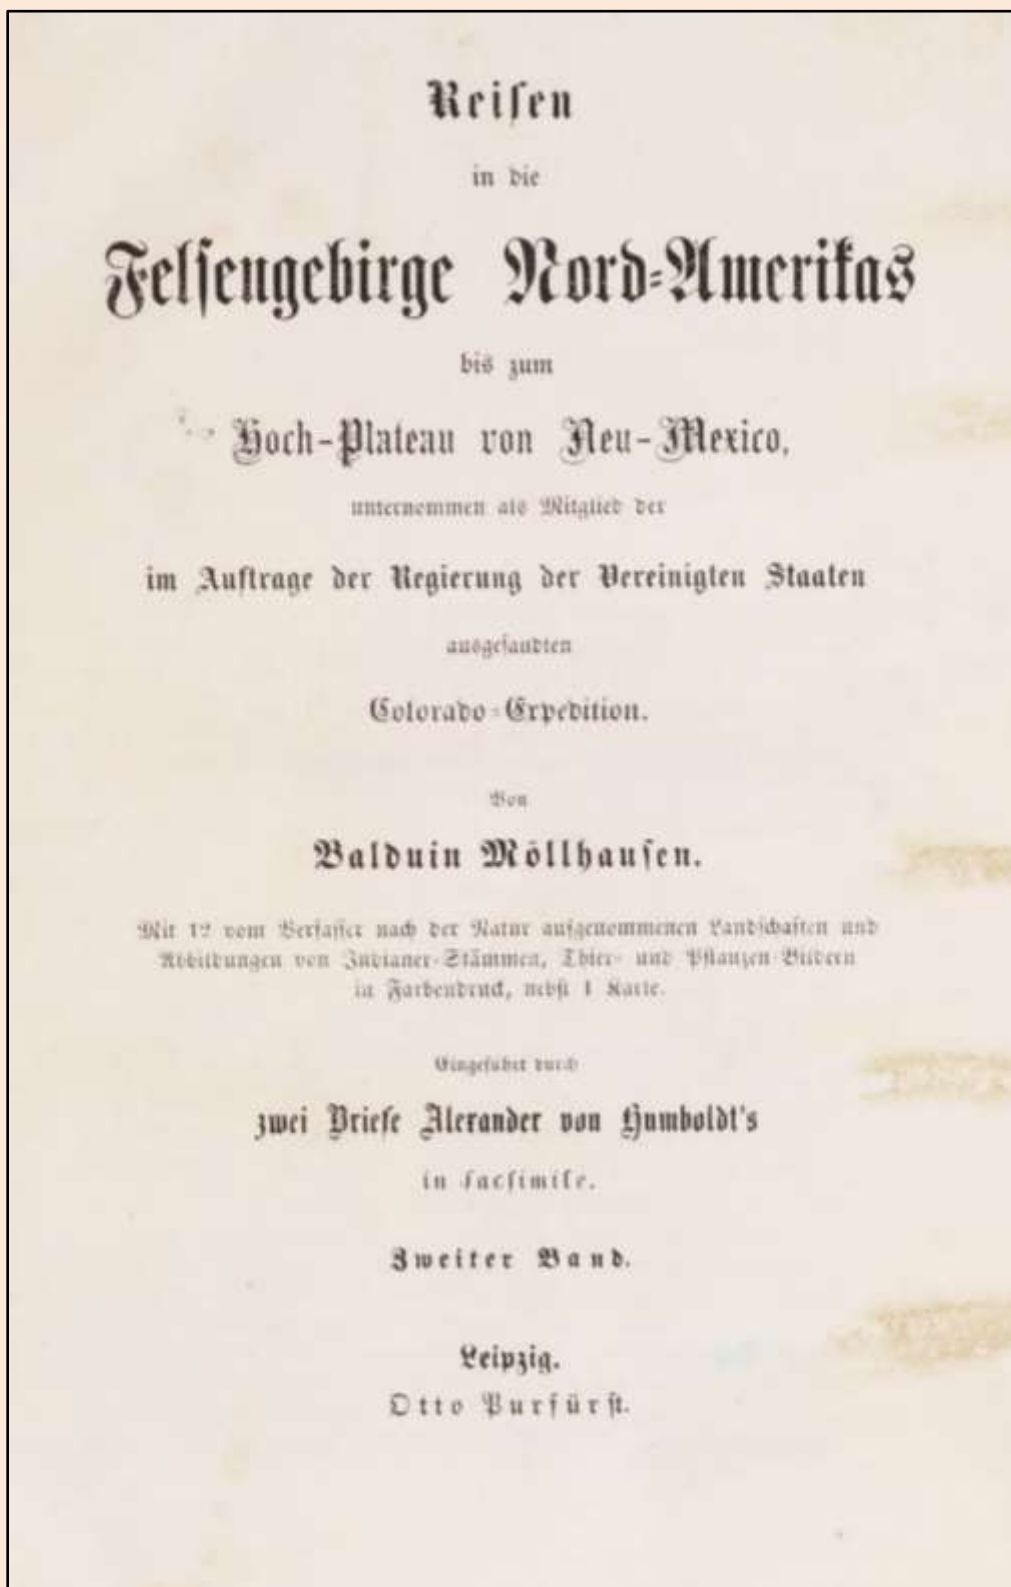 Reisen
in die
Felsengebirge Nord-Amerikas
bis zum
Hoch-Plateau von Neu-Mexico,
unternommen als Mitglied der
im Auftrage der Regierung der Vereinigten Staaten
ausgesandten
Colorado-Expedition.
Von
Balduin Möllhausen.
Mit 12 vom Verfasser nach der Natur aufgenommenen Landschaften und
Abbildungen von Indianer-Stämmen, Thier- und Pflanzen-Bildern
in Farbendruck, nebst 1 Karte.
Eingeführt durch
zwei Briefe Alexander von Humboldt's
in Facsimile.
Zweiter Band.
Leipzig.
Otto Purfürst.